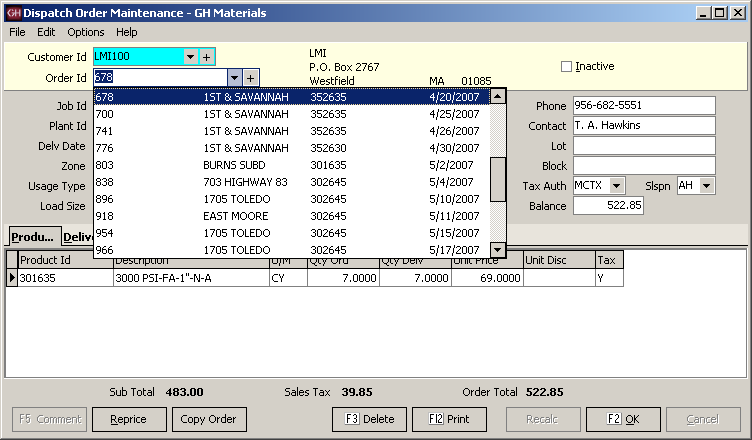 GH Dispatch Order Maintenance - GH Materials
File Edit Options Help
Customer Id LMI100 + LMI
P.O. Box 2767
Order Id 678 + Westfield MA 01085
Inactive
678 1ST & SAVANNAH 352635 4/20/2007
700 1ST & SAVANNAH 352635 4/25/2007
741 1ST & SAVANNAH 352635 4/26/2007
776 1ST & SAVANNAH 352630 4/30/2007
803 BURNS SUBD 301635 5/2/2007
838 703 HIGHWAY 83 302645 5/4/2007
896 1705 TOLEDO 302645 5/10/2007
918 EAST MOORE 302645 5/11/2007
954 1705 TOLEDO 302645 5/15/2007
966 1705 TOLEDO 302645 5/17/2007
Job Id
Plant Id
Delv Date
Zone
Usage Type
Load Size
Phone 956-682-5551
Contact T. A. Hawkins
Lot
Block
Tax Auth MCTX Slspn AH
Balance 522.85
Produ... Delive
Product Id Description U/M Qty Ord Qty Delv Unit Price Unit Disc Tax
301635 3000 PSI-FA-1"-N-A CY 7.0000 7.0000 69.0000 Y
Sub Total 483.00 Sales Tax 39.85 Order Total 522.85
F5 Comment Reprice Copy Order F3 Delete F12 Print Recalc F2 OK Cancel